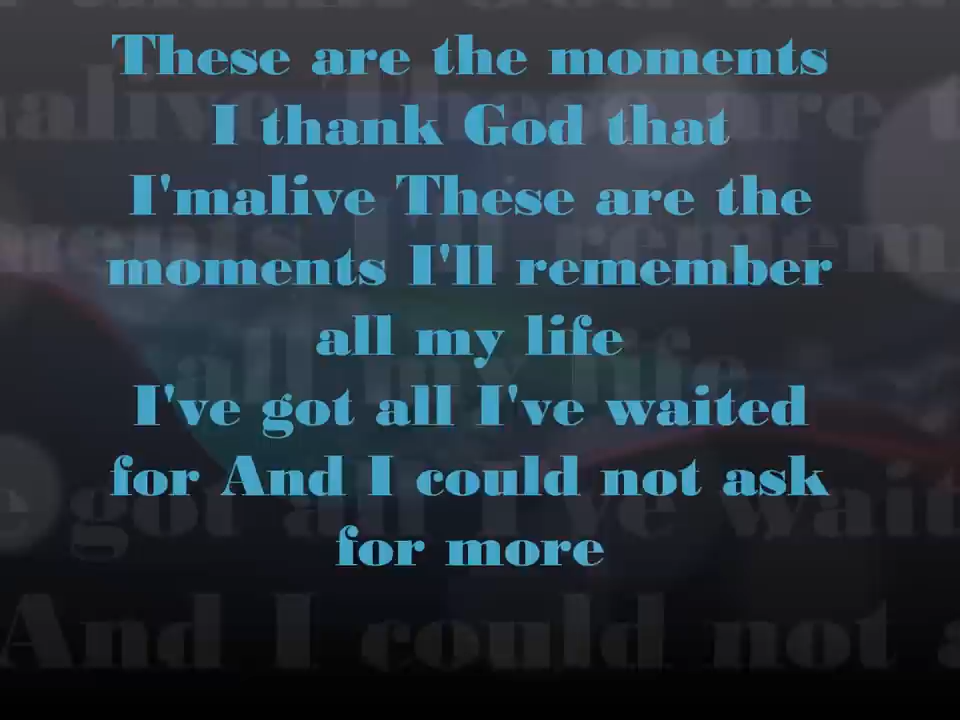 These are the moments
I thank God that
I'malive These are the
moments I'll remember
all my life
I've got all I've waited
for And I could not ask
for more